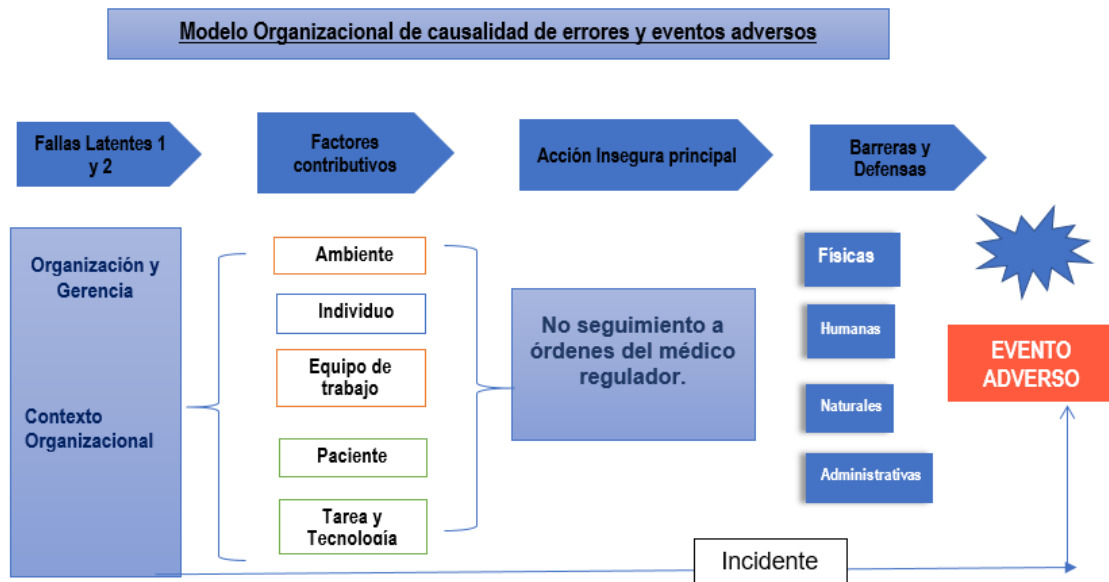 Modelo Organizacional de causalidad de errores y eventos adversos
Fallas Latentes 1
y 2
Factores
contributivos
Acción Insegura principal
Barreras y
Defensas
Organización y
Gerencia
Contexto
Organizacional
Ambiente
Individuo
Equipo de
trabajo
Paciente
Tarea y
Tecnología
No seguimiento a
órdenes del médico
regulador.
Físicas
Humanas
Naturales
Administrativas
EVENTO
ADVERSO
Incidente